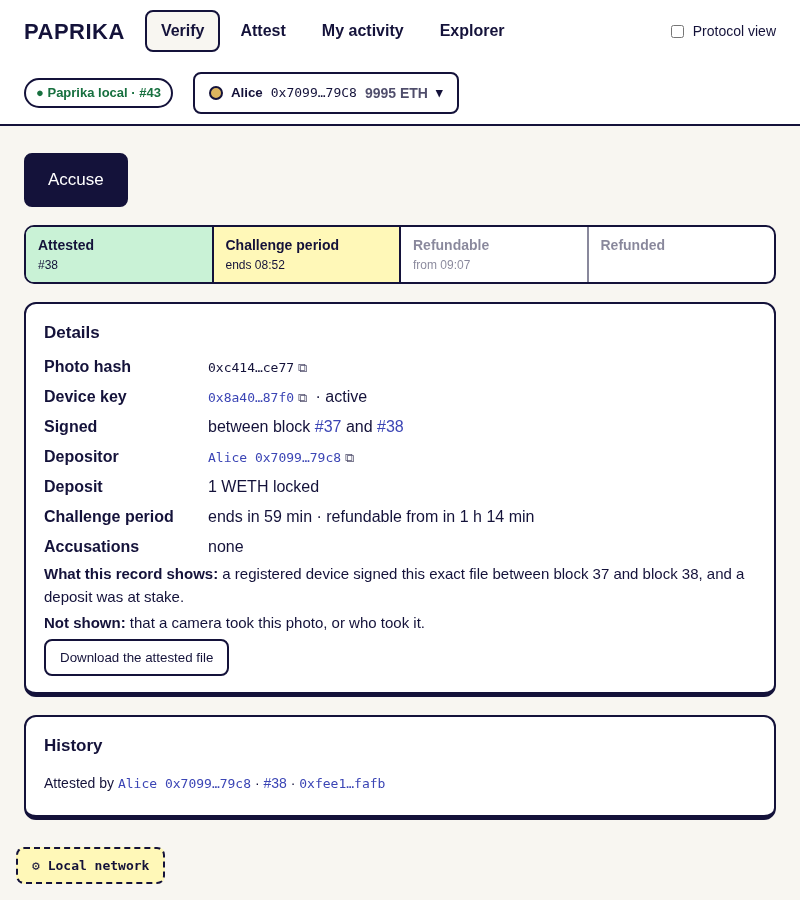 PAPRIKA Verify Attest My activity Explorer Protocol view
● Paprika local · #43 Alice 0x7099…79C8 9995 ETH ▾
Accuse
Attested Challenge period Refundable Refunded
#38 ends 08:52 from 09:07
Details
Photo hash 0xc414…ce77 ⧉
Device key 0x8a40…87f0 ⧉ · active
Signed between block #37 and #38
Depositor Alice 0x7099…79c8 ⧉
Deposit 1 WETH locked
Challenge period ends in 59 min · refundable from in 1 h 14 min
Accusations none
What this record shows: a registered device signed this exact file between block 37 and block 38, and a
deposit was at stake.
Not shown: that a camera took this photo, or who took it.
Download the attested file
History
Attested by Alice 0x7099…79c8 · #38 · 0xfee1…fafb
⚙ Local network